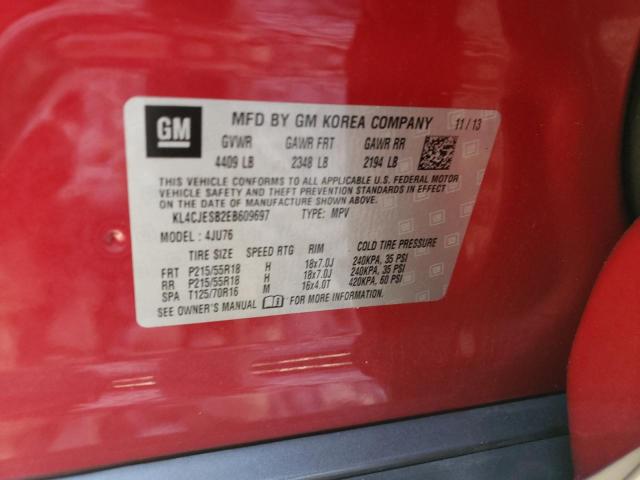 GM
MFD BY GM KOREA COMPANY 11/13
GVWR GAWR FRT GAWR RR
4409 LB 2348 LB 2194 LB
THIS VEHICLE CONFORMS TO ALL APPLICABLE U.S. FEDERAL MOTOR
VEHICLE SAFETY AND THEFT PREVENTION STANDARDS IN EFFECT
ON THE DATE OF MANUFACTURE SHOWN ABOVE.
KL4CJESB2EB609697 TYPE: MPV
MODEL: 4JU76
TIRE SIZE SPEED RTG RIM COLD TIRE PRESSURE
FRT P215/55R18 H 18x7.0J 240KPA, 35 PSI
RR P215/55R18 H 18x7.0J 240KPA, 35 PSI
SPA T125/70R16 M 16x4.0T 420KPA, 60 PSI
SEE OWNER'S MANUAL FOR MORE INFORMATION.